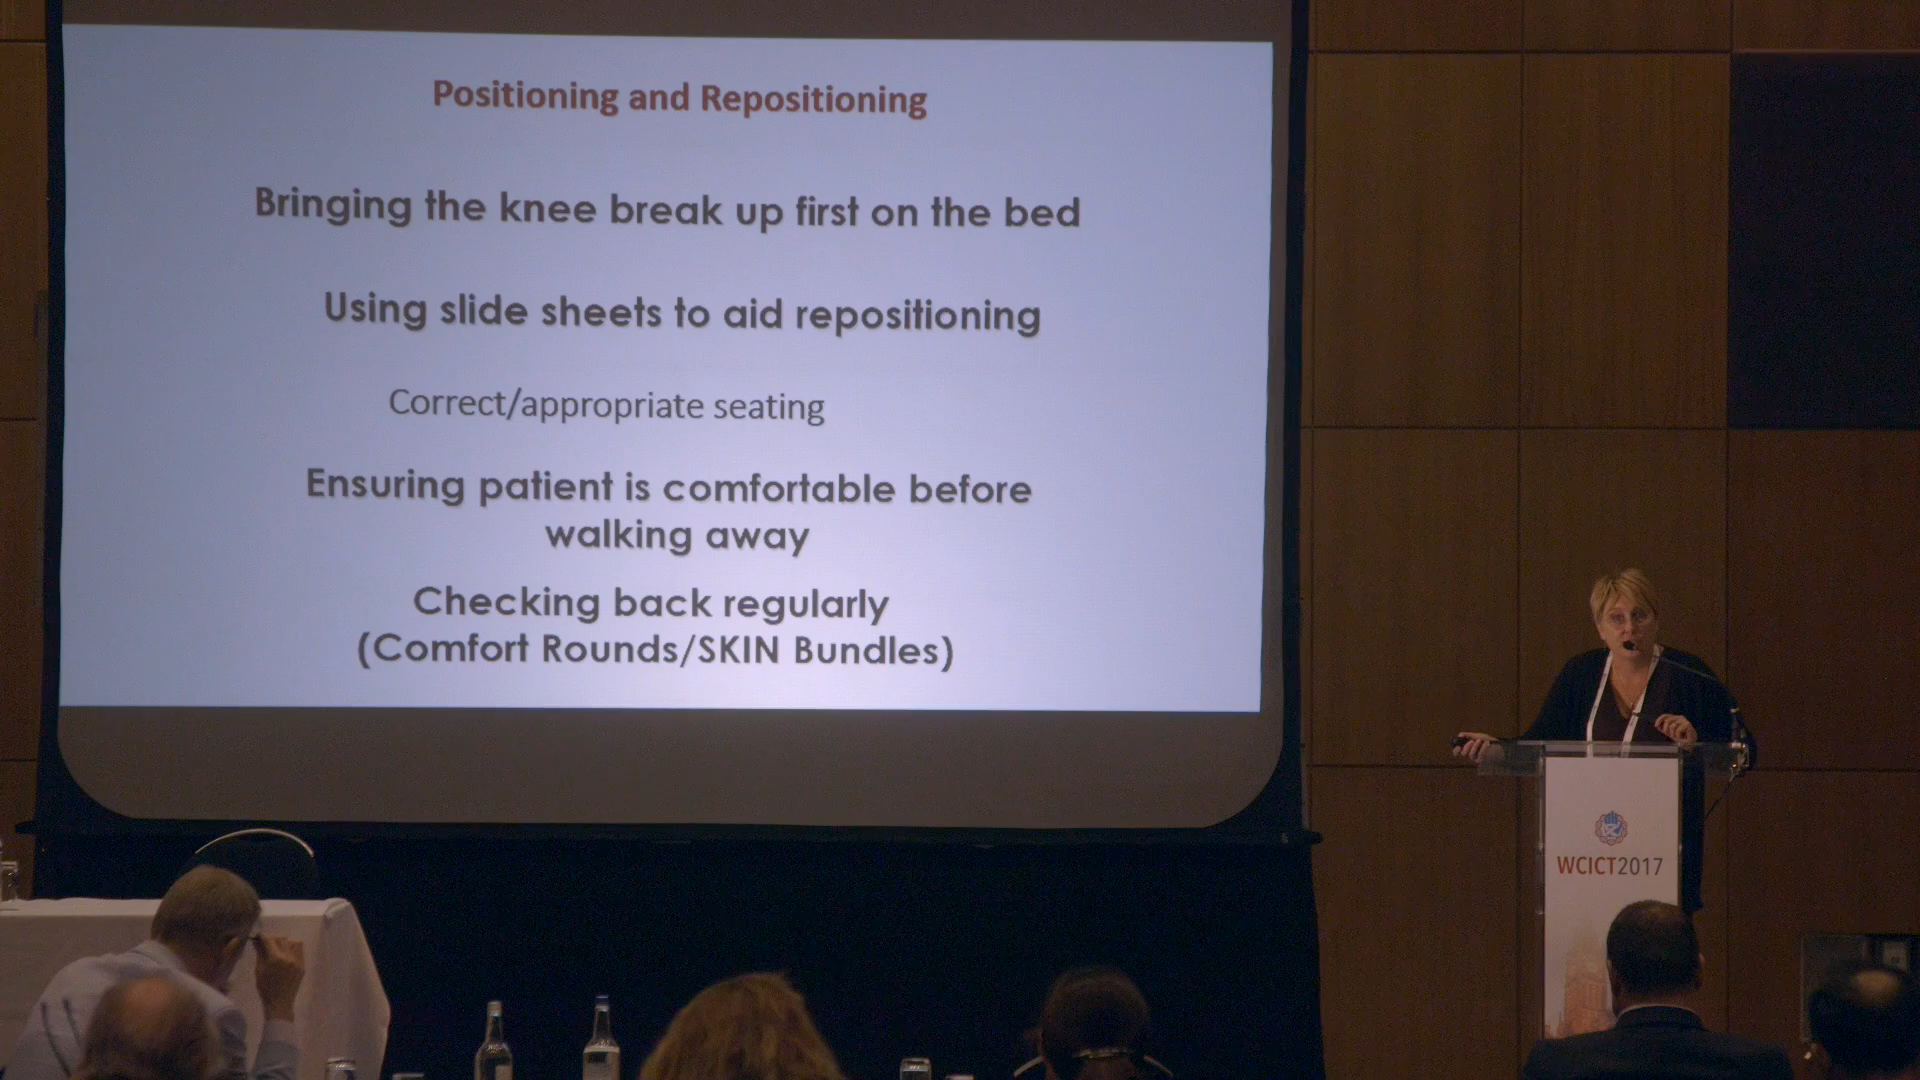 Positioning and Repositioning
Bringing the knee break up first on the bed
Using slide sheets to aid repositioning
Correct/appropriate seating
Ensuring patient is comfortable before
walking away
Checking back regularly
(Comfort Rounds/SKIN Bundles)
WCICT2017